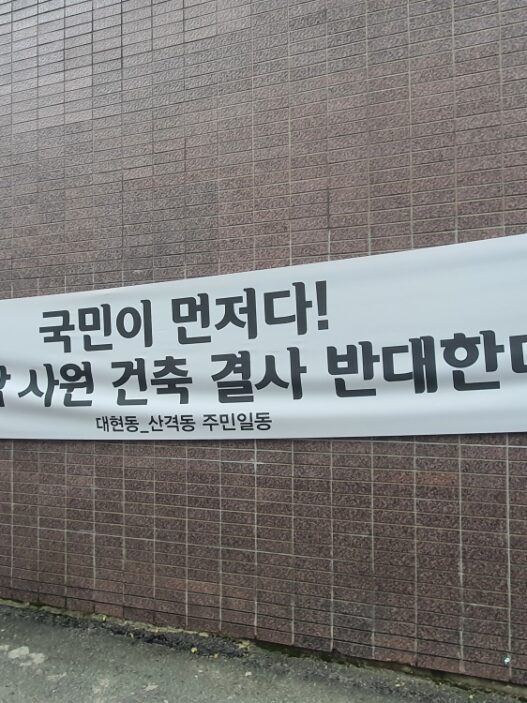 국민이 먼저다!
사원 건축 결사 반대한
대현동_산격동 주민일동